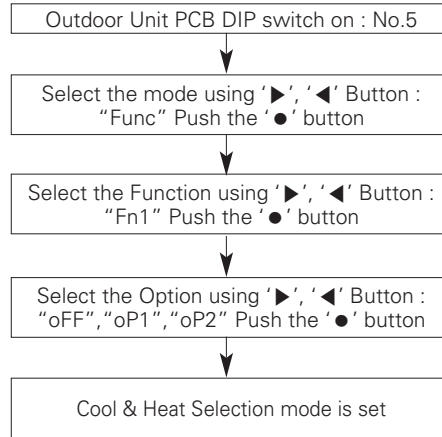 Outdoor Unit PCB DIP switch on : No.5
Select the mode using ‘▶’, ‘◀’ Button :
“Func” Push the ‘●’ button
Select the Function using ‘▶’, ‘◀’ Button :
“Fn1” Push the ‘●’ button
Select the Option using ‘▶’, ‘◀’ Button :
“oFF”,“oP1”,“oP2” Push the ‘●’ button
Cool & Heat Selection mode is set